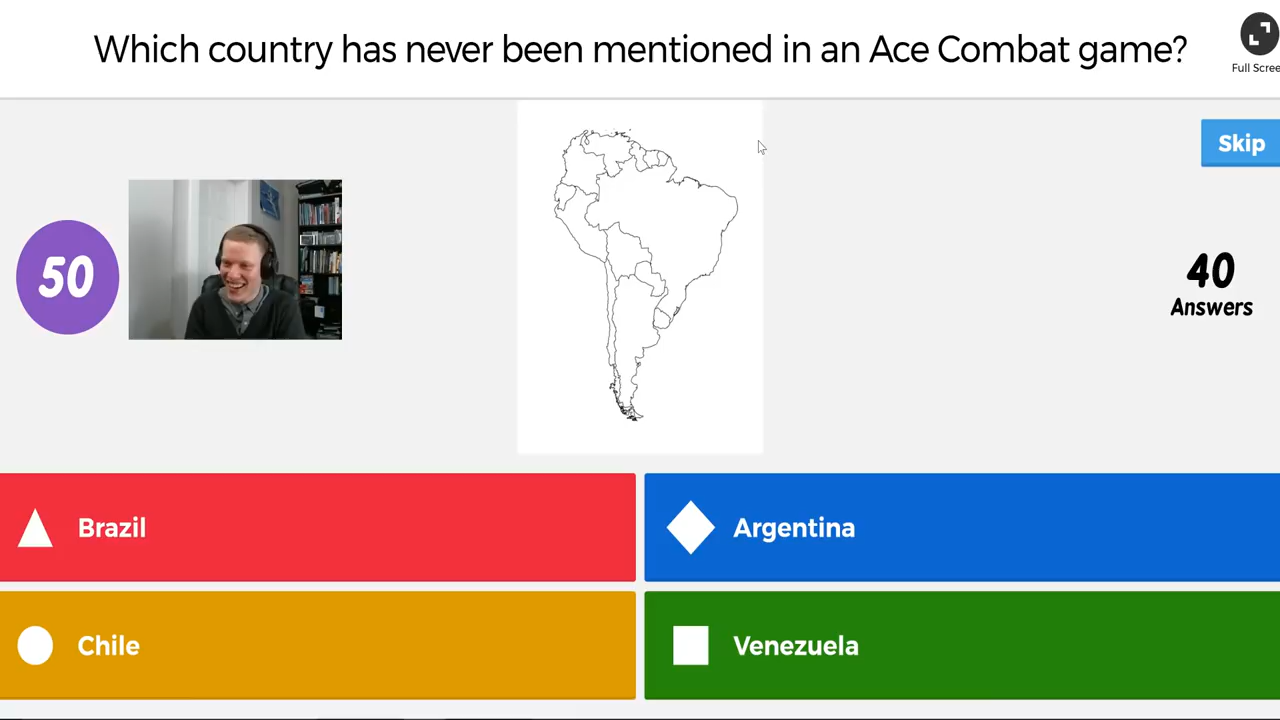 Which country has never been mentioned in an Ace Combat game?
Full Scree
Skip
50
40
Answers
Brazil
Argentina
Chile
Venezuela